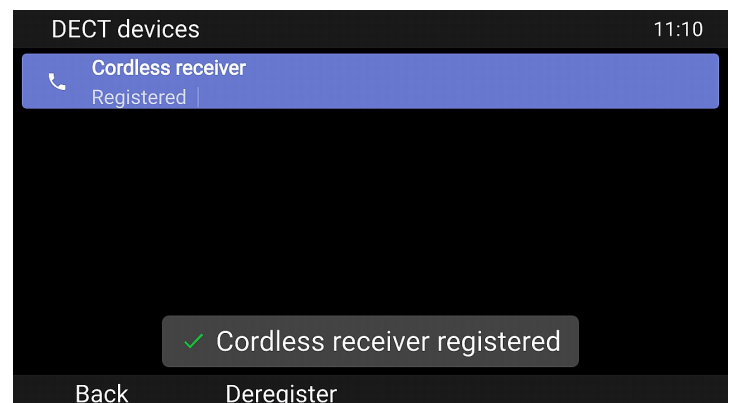 DECT devices 11:10
Cordless receiver
Registered
Cordless receiver registered
Back Deregister